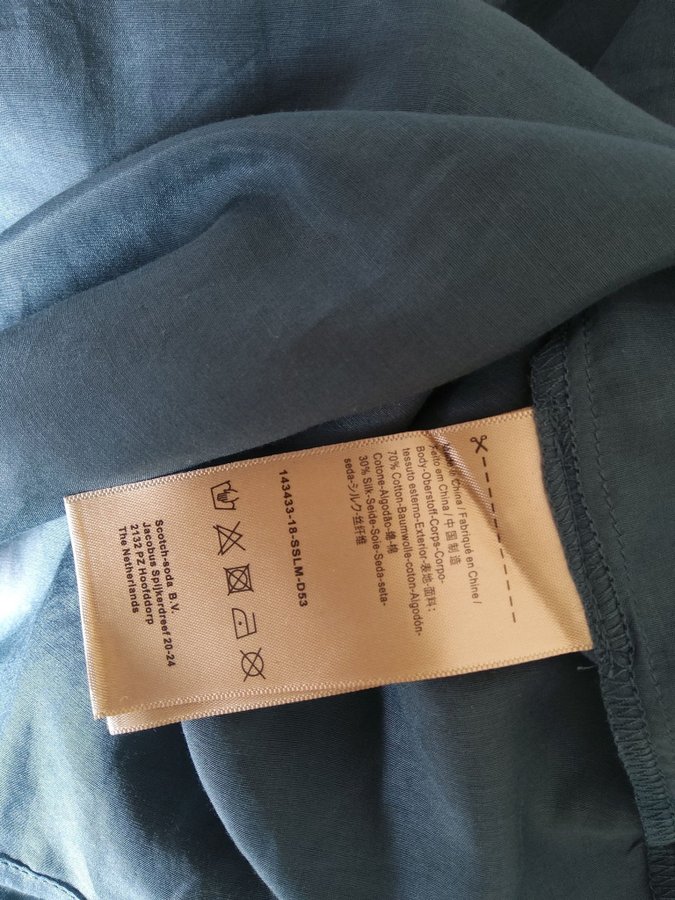 Made in China / Fabriqué en Chine /
Feito em China / 中国制造
Body-Oberstoff-Corps-Corpo-
tessuto esterno-Exterior-表地-面料:
70% Cotton-Baumwolle-coton-Algodón-
Cotone-Algodão-綿-棉
30% Silk-Seide-Soie-Seda-seta-
seda-シルク-丝纤维
143433-18-SSLM-D53
Scotch-soda B.V.
Jacobus Spijkerdreef 20-24
2132 PZ Hoofddorp
The Netherlands